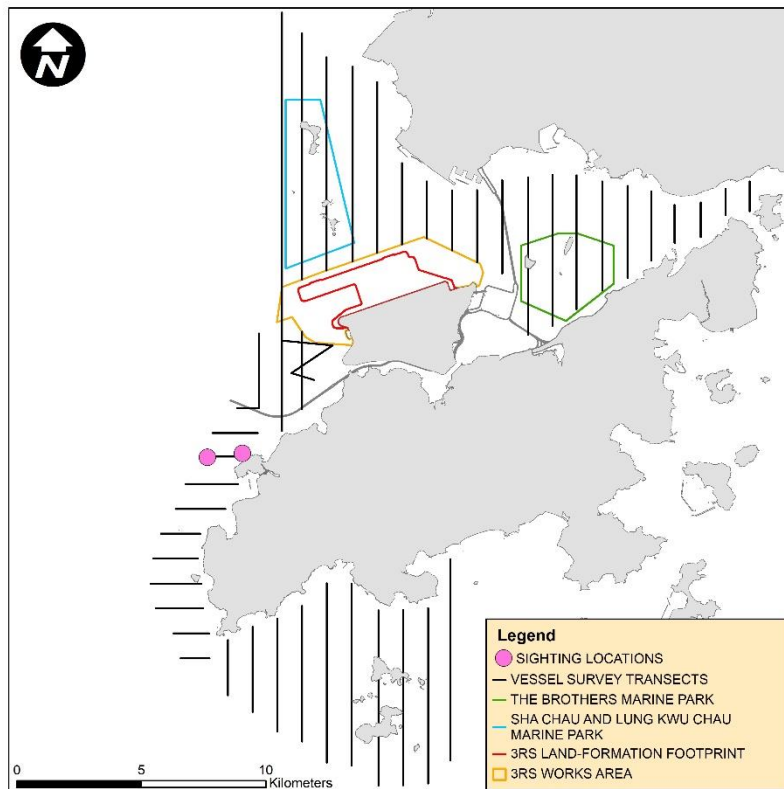 N
Legend
SIGHTING LOCATIONS
VESSEL SURVEY TRANSECTS
THE BROTHERS MARINE PARK
SHA CHAU AND LUNG KWU CHAU
MARINE PARK
3RS LAND-FORMATION FOOTPRINT
3RS WORKS AREA
0 5 10
Kilometers